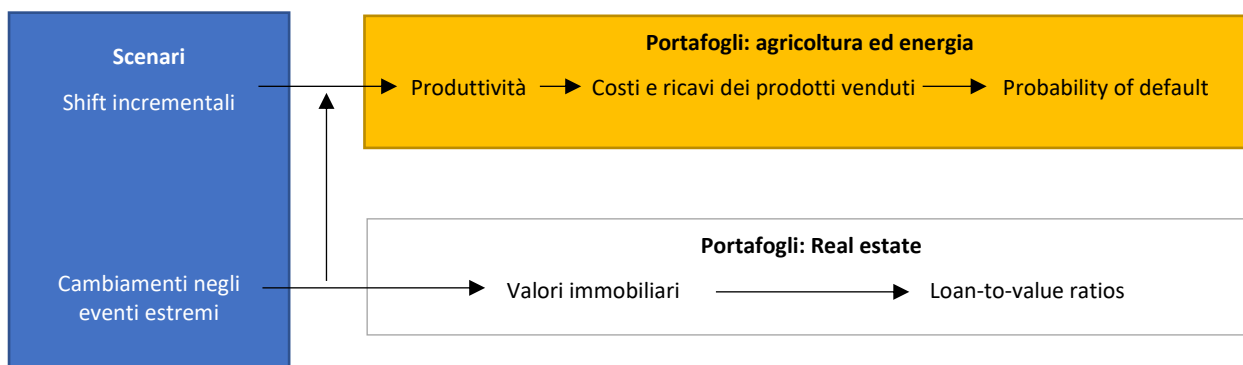 Scenari
Shift incrementali
Cambiamenti negli
eventi estremi
Portafogli: agricoltura ed energia
Produttività
Costi e ricavi dei prodotti venduti
Probability of default
Portafogli: Real estate
Valori immobiliari
Loan-to-value ratios